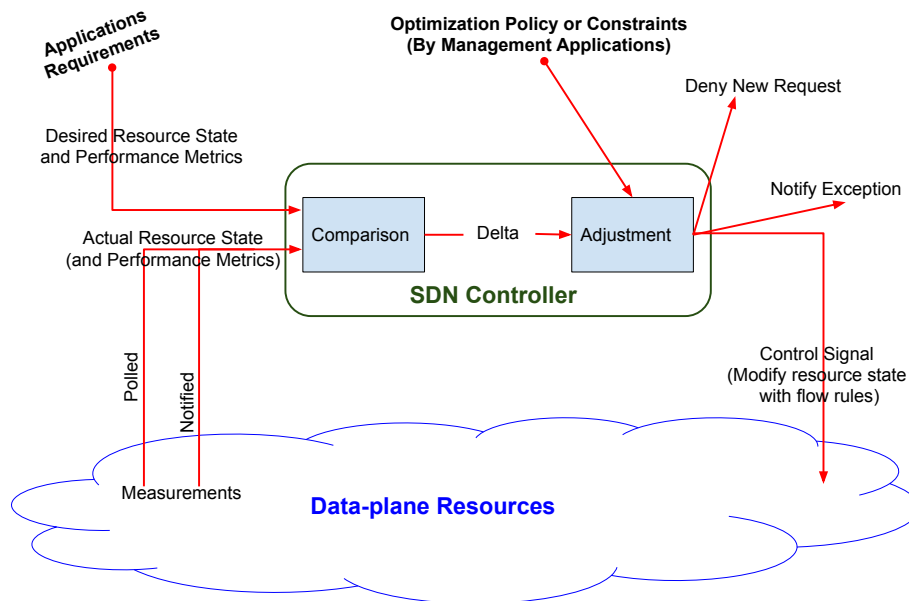 Applications
Requirements
Optimization Policy or Constraints
(By Management Applications)
Deny New Request
Desired Resource State
and Performance Metrics
Notify Exception
Actual Resource State
(and Performance Metrics)
Comparison
Delta
Adjustment
SDN Controller
Polled
Notified
Control Signal
(Modify resource state
with flow rules)
Measurements
Data-plane Resources